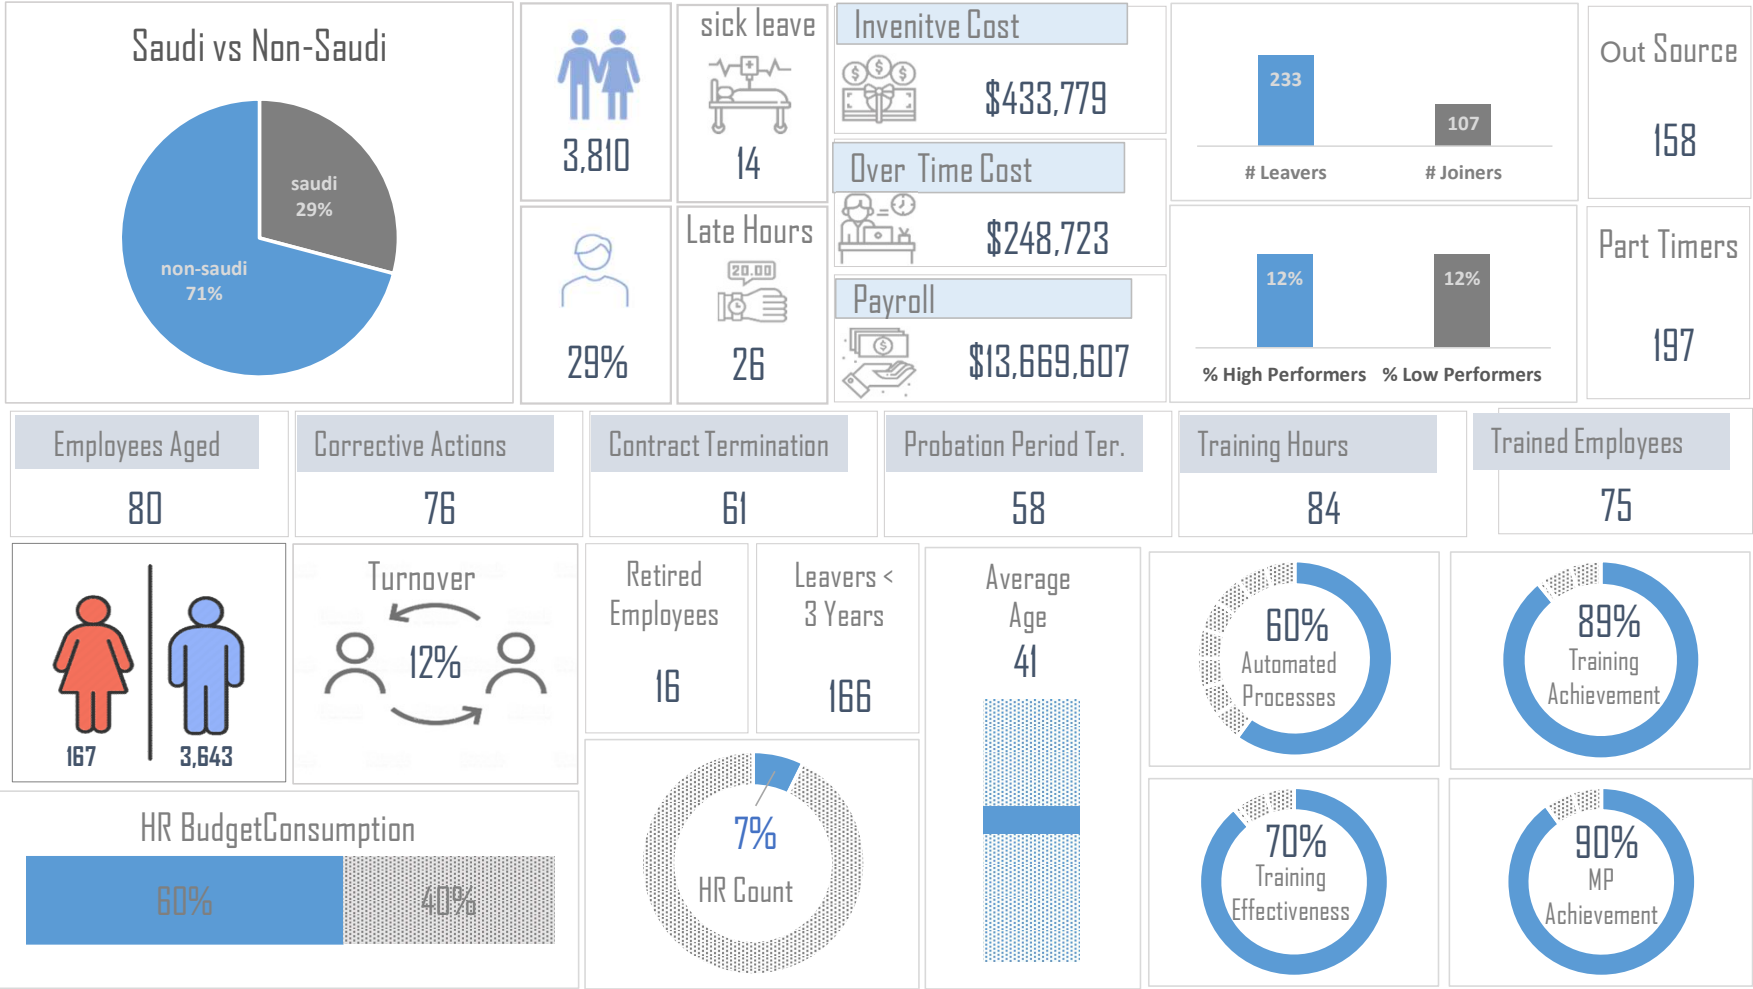 Saudi vs Non-Saudi
saudi
29%
non-saudi
71%
3,810
29%
sick leave
14
Late Hours
20.00
26
Invenitve Cost
$433,779
Over Time Cost
$248,723
Payroll
$13,669,607
233
107
# Leavers
# Joiners
12%
12%
% High Performers
% Low Performers
Out Source
158
Part Timers
197
Employees Aged
80
Corrective Actions
76
Contract Termination
61
Probation Period Ter.
58
Training Hours
84
Trained Employees
75
167
3,643
Turnover
12%
Retired
Employees
16
Leavers <
3 Years
166
Average
Age
41
60%
Automated
Processes
89%
Training
Achievement
HR BudgetConsumption
60%
40%
7%
HR Count
70%
Training
Effectiveness
90%
MP
Achievement